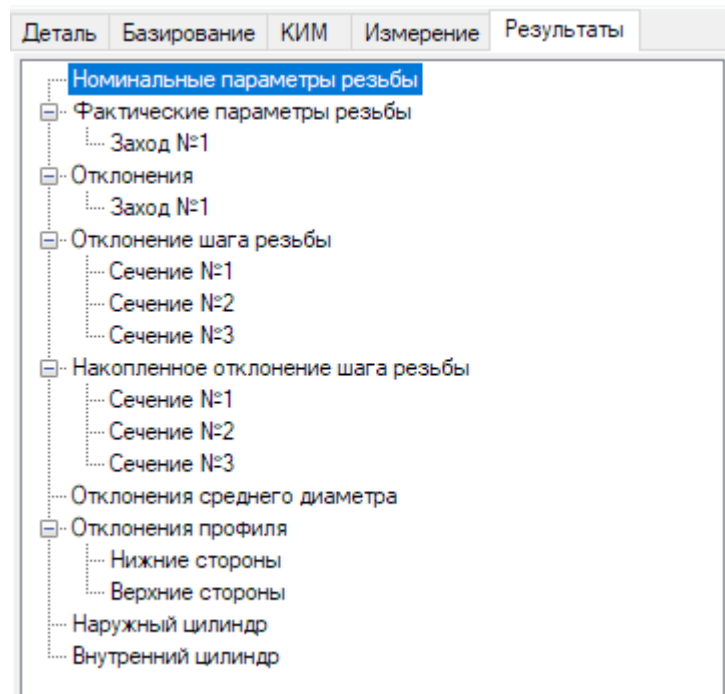 Деталь Базирование КИМ Измерение Результаты
Номинальные параметры резьбы
Фактические параметры резьбы
Заход №1
Отклонения
Заход №1
Отклонение шага резьбы
Сечение №1
Сечение №2
Сечение №3
Накопленное отклонение шага резьбы
Сечение №1
Сечение №2
Сечение №3
Отклонения среднего диаметра
Отклонения профиля
Нижние стороны
Верхние стороны
Наружный цилиндр
Внутренний цилиндр